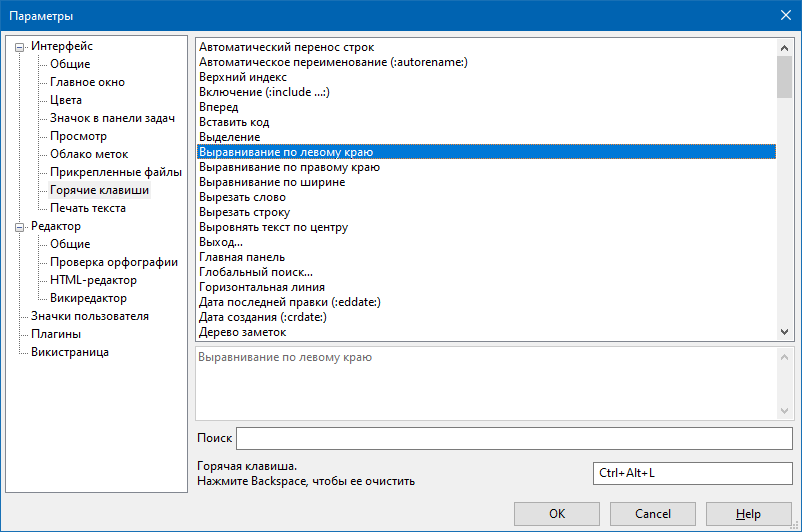 Параметры
Интерфейс
Общие
Главное окно
Цвета
Значок в панели задач
Просмотр
Облако меток
Прикрепленные файлы
Горячие клавиши
Печать текста
Редактор
Общие
Проверка орфографии
HTML-редактор
Викиредактор
Значки пользователя
Плагины
Викистраница
Автоматический перенос строк
Автоматическое переименование (:autorename:)
Верхний индекс
Включение (:include ...:)
Вперед
Вставить код
Выделение
Выравнивание по левому краю
Выравнивание по правому краю
Выравнивание по ширине
Вырезать слово
Вырезать строку
Выровнять текст по центру
Выход...
Главная панель
Глобальный поиск...
Горизонтальная линия
Дата последней правки (:eddate:)
Дата создания (:crdate:)
Дерево заметок
Выравнивание по левому краю
Поиск
Горячая клавиша.
Нажмите Backspace, чтобы ее очистить
Ctrl+Alt+L
OK
Cancel
Help